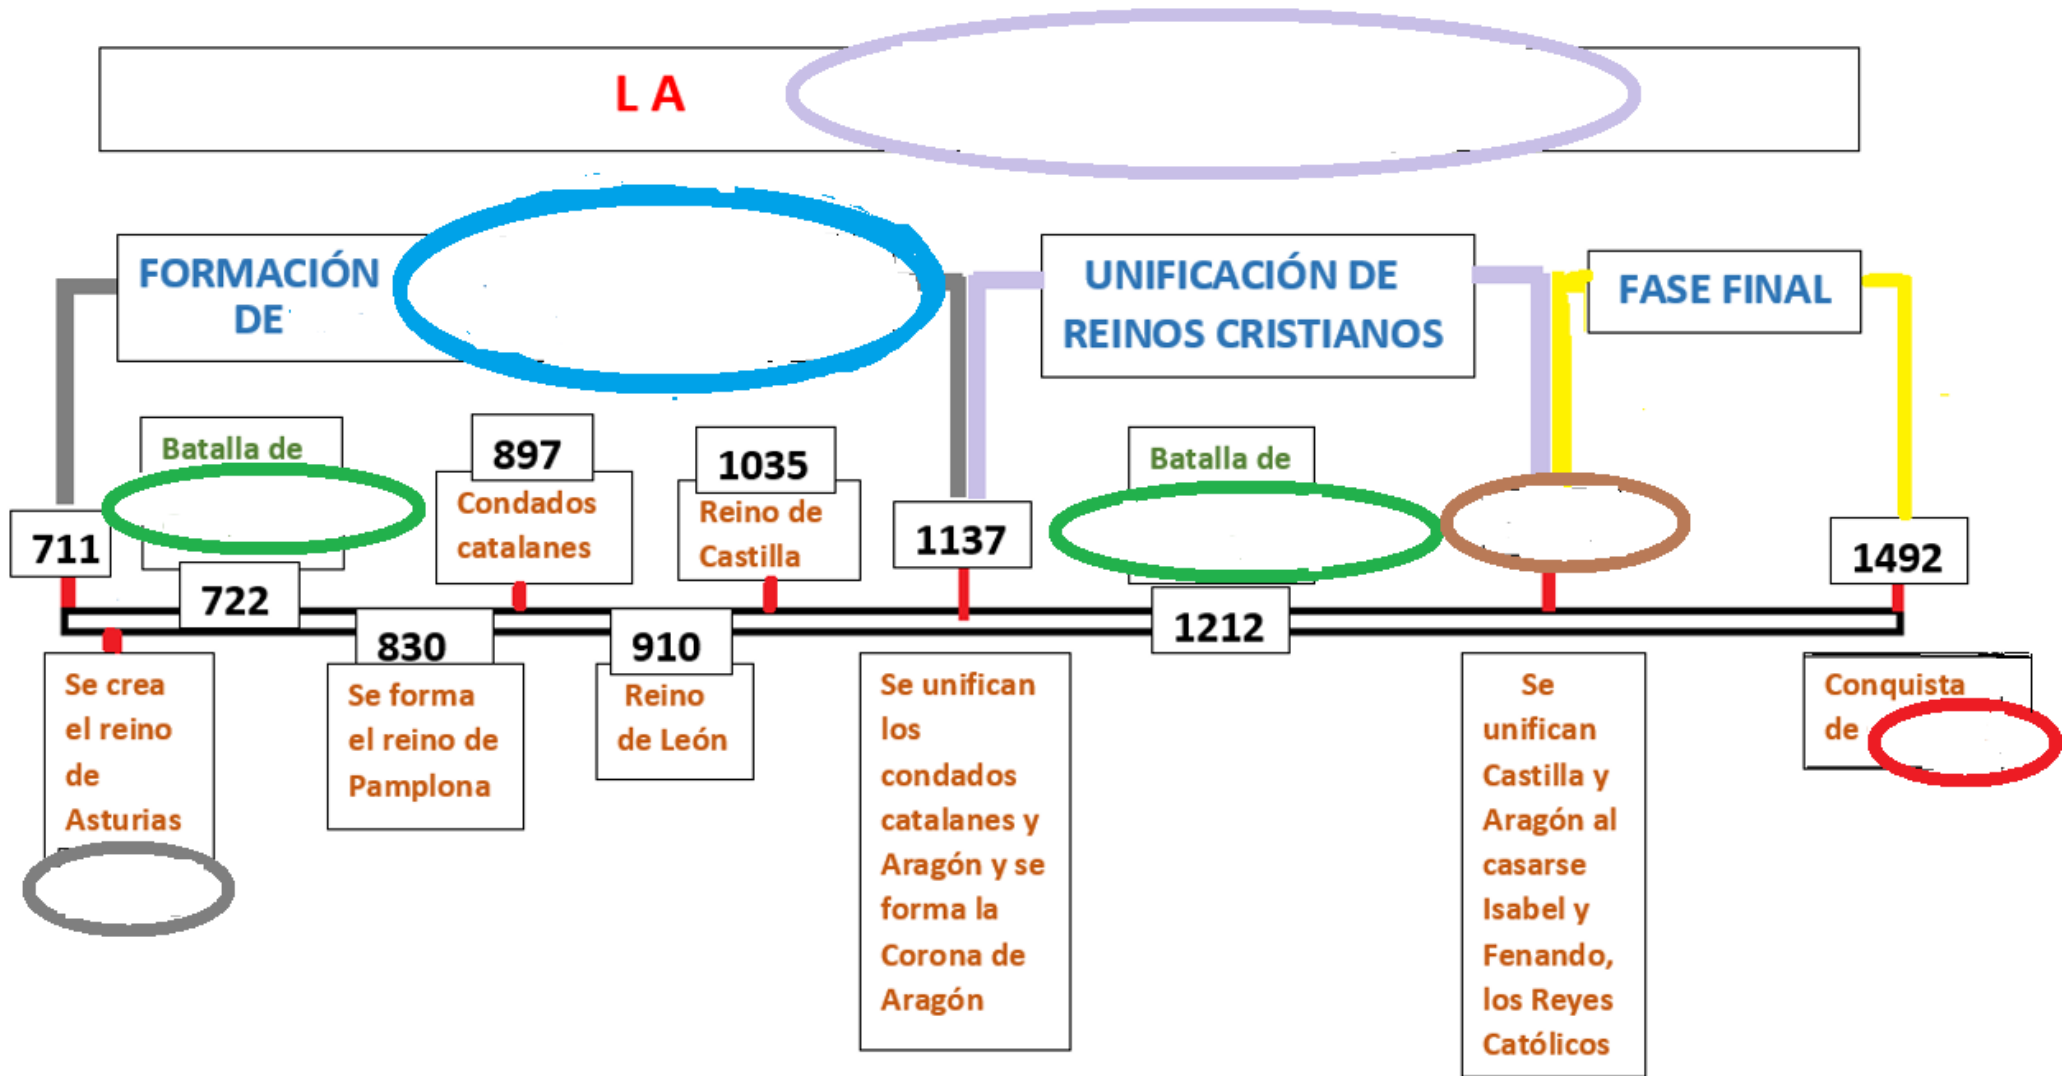 L A
FORMACIÓN
DE
UNIFICACIÓN DE
REINOS CRISTIANOS
FASE FINAL
711
Batalla de
722
897
Condados
catalanes
1035
Reino de
Castilla
1137
Batalla de
1212
1492
Se crea
el reino
de
Asturias
830
Se forma
el reino de
Pamplona
910
Reino
de León
Se unifican
los
condados
catalanes y
Aragón y se
forma la
Corona de
Aragón
Se
unifican
Castilla y
Aragón al
casarse
Isabel y
Fenando,
los Reyes
Católicos
Conquista
de